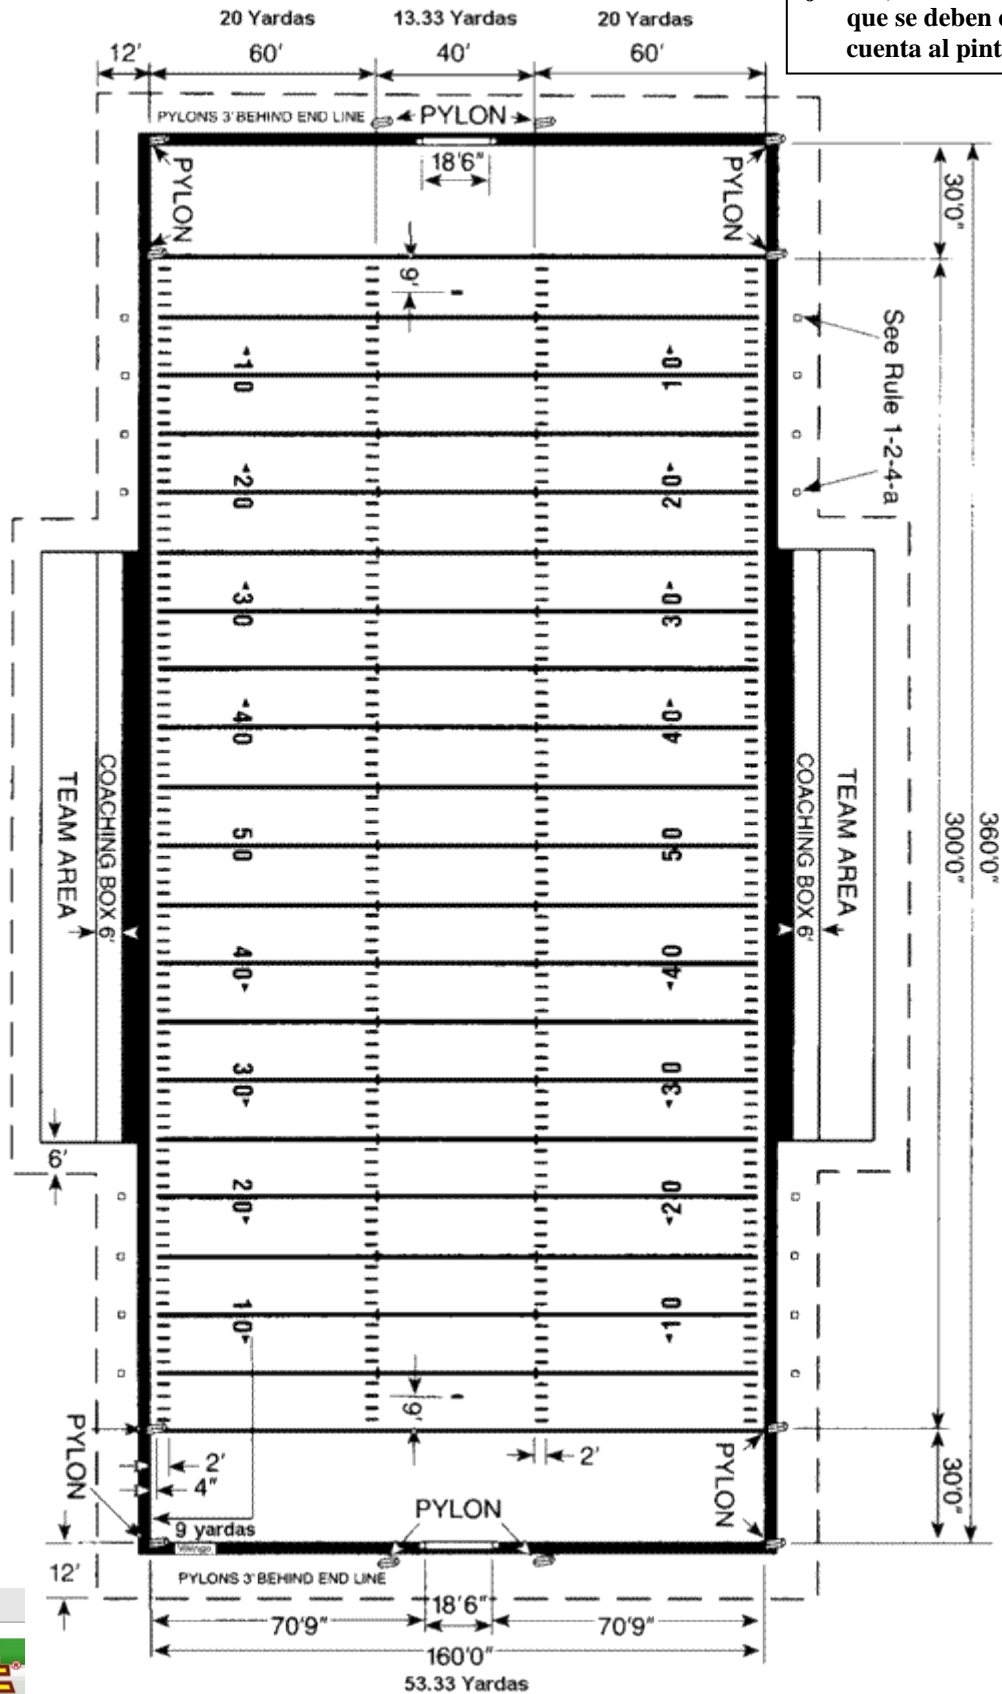 que se deben
cuenta al
20 Yardas 13.33 Yardas 20 Yardas
12' 60' 40' 60'
PYLONS 3' BEHIND END LINE
PYLON
18'6"
PYLON
PYLON
30'0"
9'
See Rule 1-2-4-a
10
10
20
20
30
30
40
40
50
50
40
40
30
30
20
20
10
10
COACHING BOX 6'
TEAM AREA
COACHING BOX 6'
TEAM AREA
360'0"
300'0"
6'
9'
PYLON
2'
4"
2'
PYLON
30'0"
9 yardas
PYLON
12'
PYLONS 3' BEHIND END LINE
18'6"
70'9" 70'9"
160'0"
53.33 Yardas